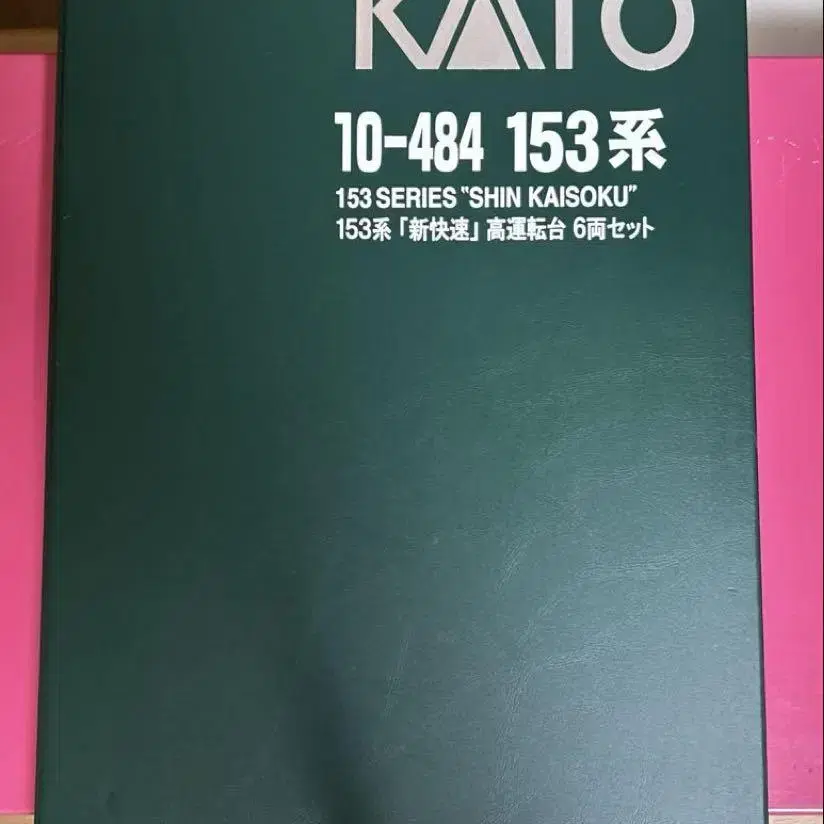 KATO
10-484 153系
153 SERIES "SHIN KAISOKU"
153系「新快速」高運転台 6両セット